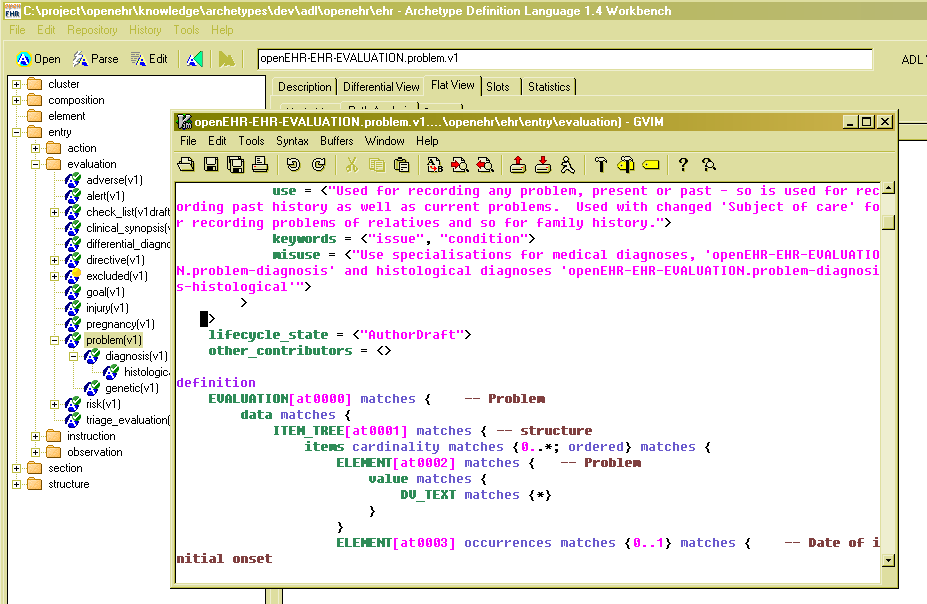 C:\project\openehr\knowledge\archetypes\dev\adl\openehr\ehr - Archetype Definition Language 1.4 Workbench
File Edit Repository History Tools Help
Open Parse Edit openEHR-EHR-EVALUATION.problem.v1 ADL
Description Differential View Flat View Slots Statistics
cluster
composition
element
entry
action
evaluation
adverse(v1)
alert(v1)
check_list(v1draft
clinical_synopsis(v
differential_diagno
directive(v1)
excluded(v1)
goal(v1)
injury(v1)
pregnancy(v1)
problem(v1)
diagnosis(v1)
histologica
genetic(v1)
risk(v1)
triage_evaluation(
instruction
observation
section
structure
openEHR-EHR-EVALUATION.problem.v1....\openehr\ehr\entry\evaluation) - GVIM
File Edit Tools Syntax Buffers Window Help
use = <"Used for recording any problem, present or past - so is used for rec
ording past history as well as current problems.  Used with changed 'Subject of care' fo
r recording problems of relatives and so for family history.">
keywords = <"issue", "condition">
misuse = <"Use specialisations for medical diagnoses, 'openEHR-EHR-EVALUATIO
N.problem-diagnosis' and histological diagnoses 'openEHR-EHR-EVALUATION.problem-diagnosi
s-histological'">
>
>
lifecycle_state = <"AuthorDraft">
other_contributors = <>
definition
EVALUATION[at0000] matches {    -- Problem
data matches {
ITEM_TREE[at0001] matches { -- structure
items cardinality matches {0..*; ordered} matches {
ELEMENT[at0002] matches {   -- Problem
value matches {
DV_TEXT matches {*}
}
}
ELEMENT[at0003] occurrences matches {0..1} matches {    -- Date of i
nitial onset